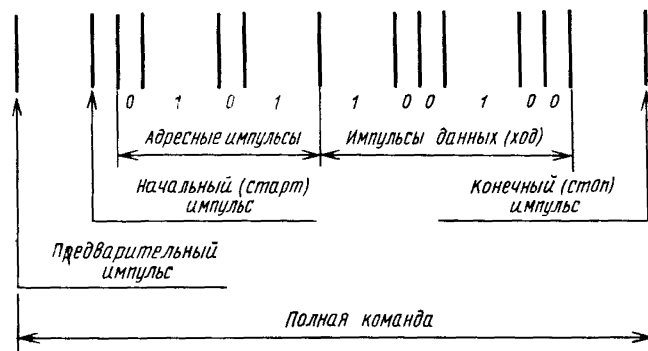 0 1 0 1 1 0 0 1 0 0
Адресные импульсы Импульсы данных (ход)
Начальный (старт)
импульс
Конечный (стоп)
импульс
Предварительный
импульс
Полная команда